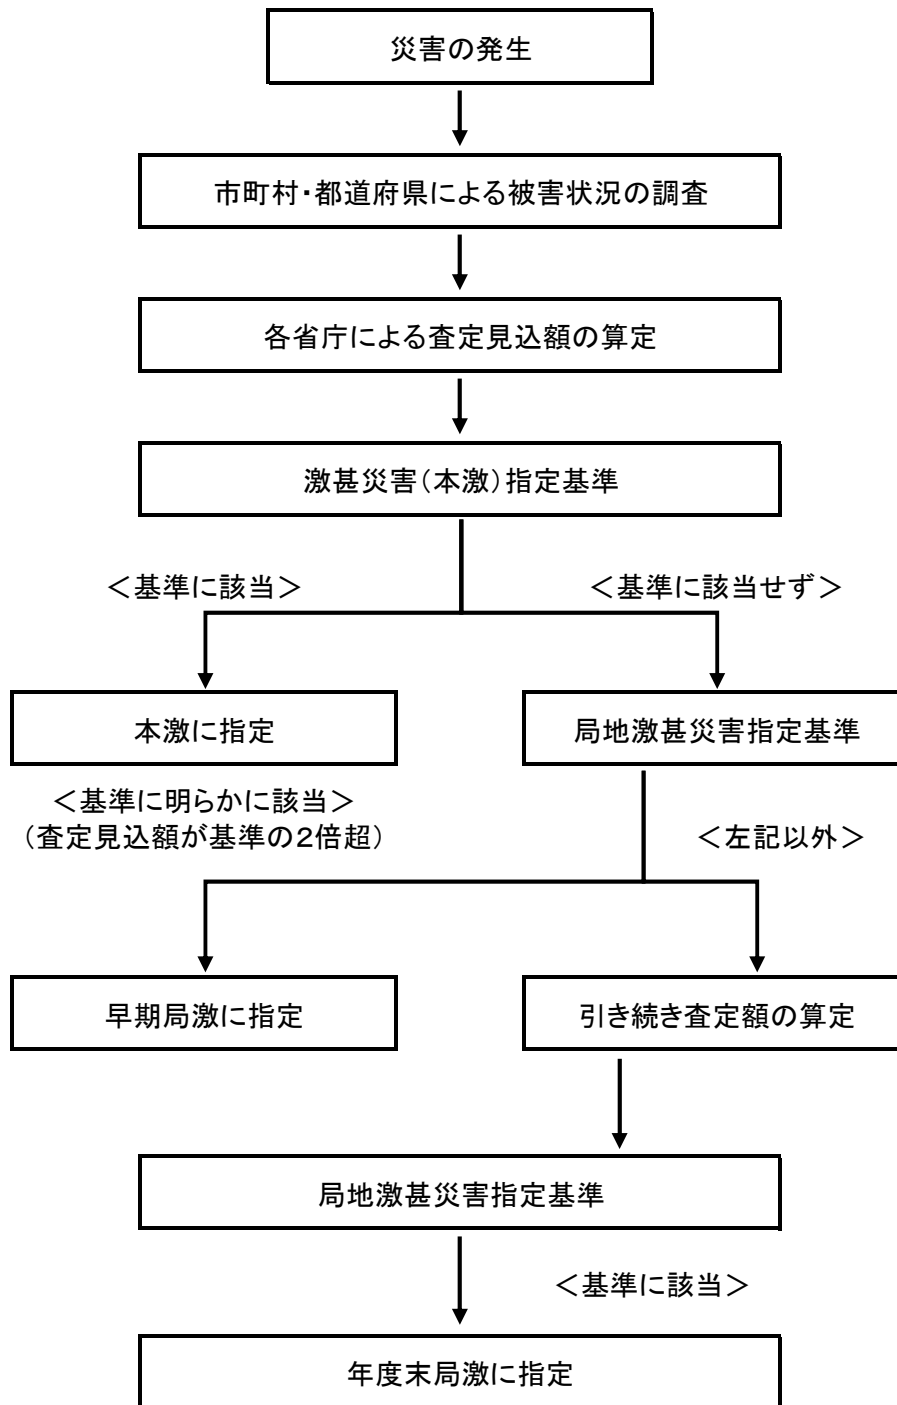 災害の発生
市町村・都道府県による被害状況の調査
各省庁による査定見込額の算定
激甚災害（本激）指定基準
＜基準に該当＞
＜基準に該当せず＞
本激に指定
局地激甚災害指定基準
＜基準に明らかに該当＞
（査定見込額が基準の２倍超）
＜左記以外＞
早期局激に指定
引き続き査定額の算定
局地激甚災害指定基準
＜基準に該当＞
年度末局激に指定